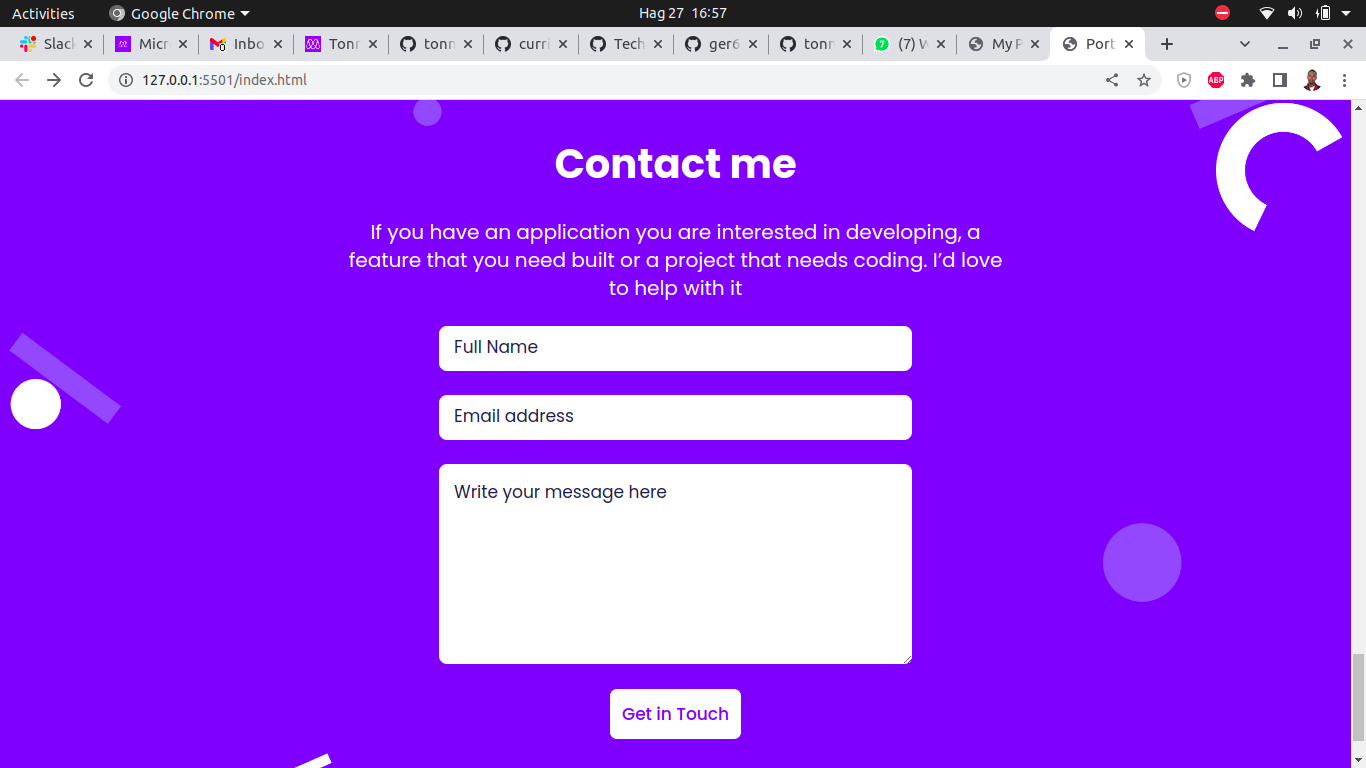 Activities Google Chrome Hag 27 16:57
Slack Micr Inbo Tonr tonn curri Tech ger6 tonn (7) W My P Port
127.0.0.1:5501/index.html ABP
Contact me
If you have an application you are interested in developing, a
feature that you need built or a project that needs coding. I’d love
to help with it
Full Name
Email address
Write your message here
Get in Touch